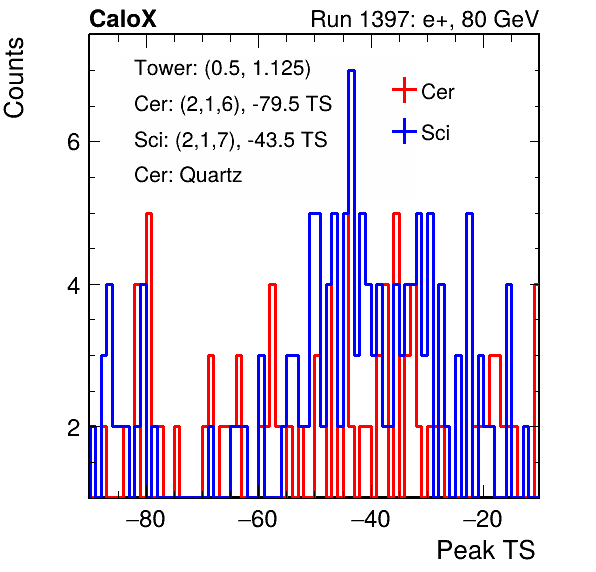 CaloX Run 1397: e+, 80 GeV
Counts
Tower: (0.5, 1.125)
Cer: (2,1,6), -79.5 TS
Sci: (2,1,7), -43.5 TS
Cer: Quartz
Cer
Sci
6
4
2
−80 −60 −40 −20
Peak TS